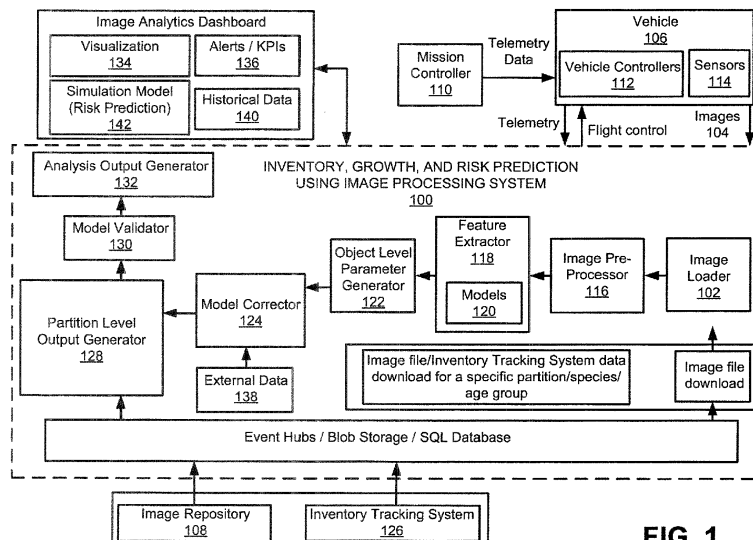 Image Analytics Dashboard
Visualization
134
Alerts / KPIs
136
Simulation Model
(Risk Prediction)
142
Historical Data
140
Mission
Controller
110
Telemetry
Data
Vehicle
106
Vehicle Controllers
112
Sensors
114
Telemetry
Flight control
Images
104
Analysis Output Generator
132
INVENTORY, GROWTH, AND RISK PREDICTION
USING IMAGE PROCESSING SYSTEM
100
Model Validator
130
Partition Level
Output Generator
128
Model Corrector
124
External Data
138
Object Level
Parameter
Generator
122
Feature
Extractor
118
Models
120
Image Pre-
Processor
116
Image
Loader
102
Image file/Inventory Tracking System data
download for a specific partition/species/
age group
Image file
download
Event Hubs / Blob Storage / SQL Database
Image Repository
108
Inventory Tracking System
126
FIG. 1